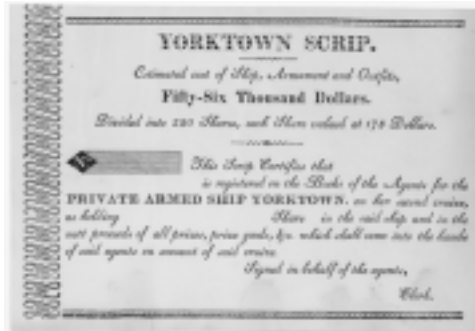 YORKTOWN SCRIP.
Estimated cost of Ship, Armament and Outfits,
Fifty-Six Thousand Dollars.
Divided into 320 Shares, each Share valued at 175 Dollars.
This Scrip Certifies that
is registered on the Books of the Agents for the
PRIVATE ARMED SHIP YORKTOWN, on her second cruise,
as holding Share in the said ship and in the
nett proceeds of all prizes, prize goods, &c. which shall come into the hands
of said agents on account of said cruise.
Signed in behalf of the agents,
Clerk.